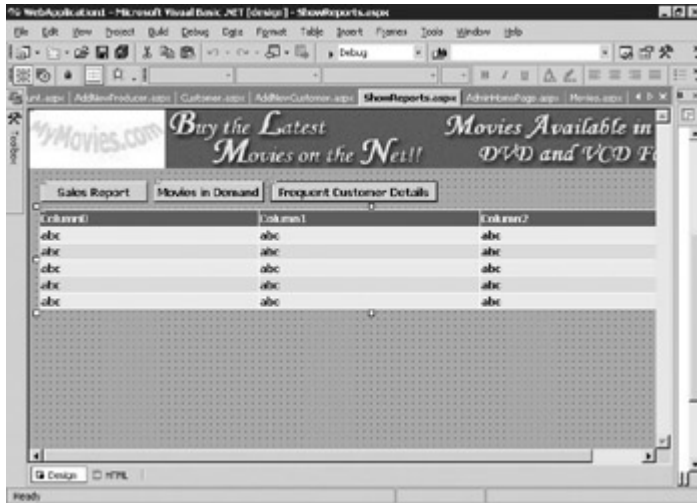 WebApplication1 - Microsoft Visual Basic .NET [design] - ShowReports.aspx
File Edit View Project Build Debug Data Format Table Insert Frames Tools Window Help
Debug
AddNewProducer.aspx | Customer.aspx | AddNewCustomer.aspx | ShowReports.aspx | AdminHomePage.aspx | Movies.aspx
Toolbox
MyMovies.com
Buy the Latest
Movies on the Net!!
Movies Available in
DVD and VCD
Sales Report Movies in Demand Frequent Customer Details
Column0 Column1 Column2
abc abc abc
abc abc abc
abc abc abc
abc abc abc
abc abc abc
Design HTML
Ready